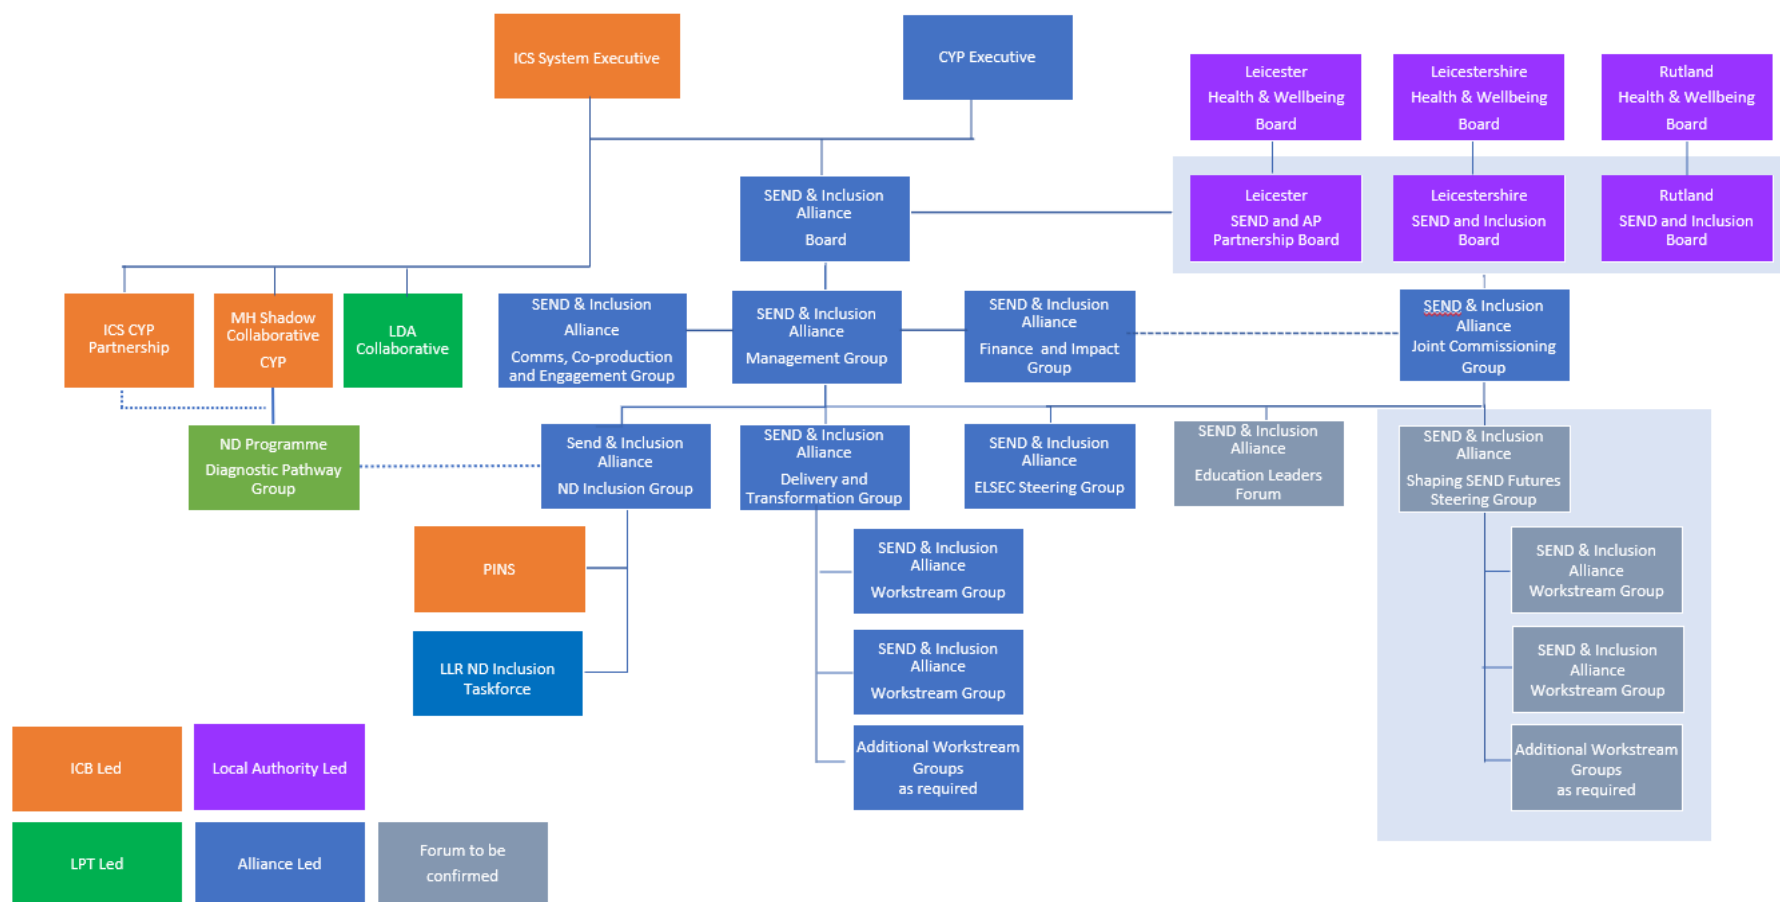 ICS System Executive
CYP Executive
Leicester
Health & Wellbeing
Board
Leicestershire
Health & Wellbeing
Board
Rutland
Health & Wellbeing
Board
SEND & Inclusion
Alliance
Board
Leicester
SEND and AP
Partnership Board
Leicestershire
SEND and Inclusion
Board
Rutland
SEND and Inclusion
Board
ICS CYP
Partnership
MH Shadow
Collaborative
CYP
LDA
Collaborative
SEND & Inclusion
Alliance
Comms, Co-production
and Engagement Group
SEND & Inclusion
Alliance
Management Group
SEND & Inclusion
Alliance
Finance and Impact
Group
SEND & Inclusion
Alliance
Joint Commissioning
Group
ND Programme
Diagnostic Pathway
Group
Send & Inclusion
Alliance
ND Inclusion Group
SEND & Inclusion
Alliance
Delivery and
Transformation Group
SEND & Inclusion
Alliance
ELSEC Steering Group
SEND & Inclusion
Alliance
Education Leaders
Forum
SEND & Inclusion
Alliance
Shaping SEND Futures
Steering Group
PINS
LLR ND Inclusion
Taskforce
SEND & Inclusion
Alliance
Workstream Group
SEND & Inclusion
Alliance
Workstream Group
Additional Workstream
Groups
as required
SEND & Inclusion
Alliance
Workstream Group
SEND & Inclusion
Alliance
Workstream Group
Additional Workstream
Groups
as required
ICB Led
Local Authority Led
LPT Led
Alliance Led
Forum to be
confirmed